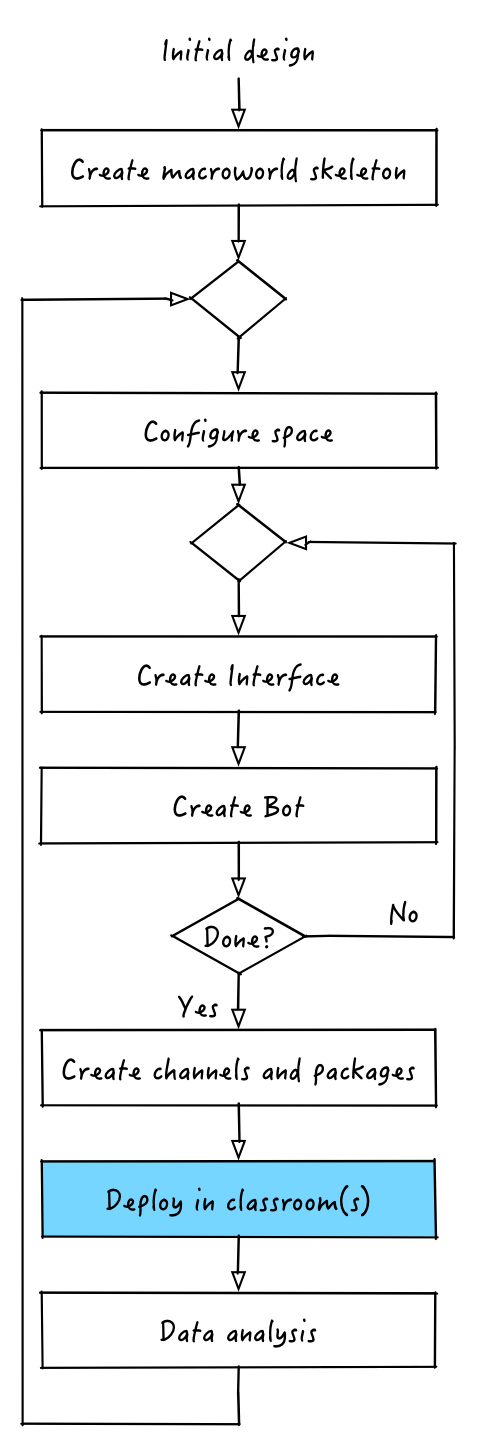 Initial design
Create macroworld skeleton
Configure space
Create Interface
Create Bot
Done?
No
Yes
Create channels and packages
Deploy in classroom(s)
Data analysis